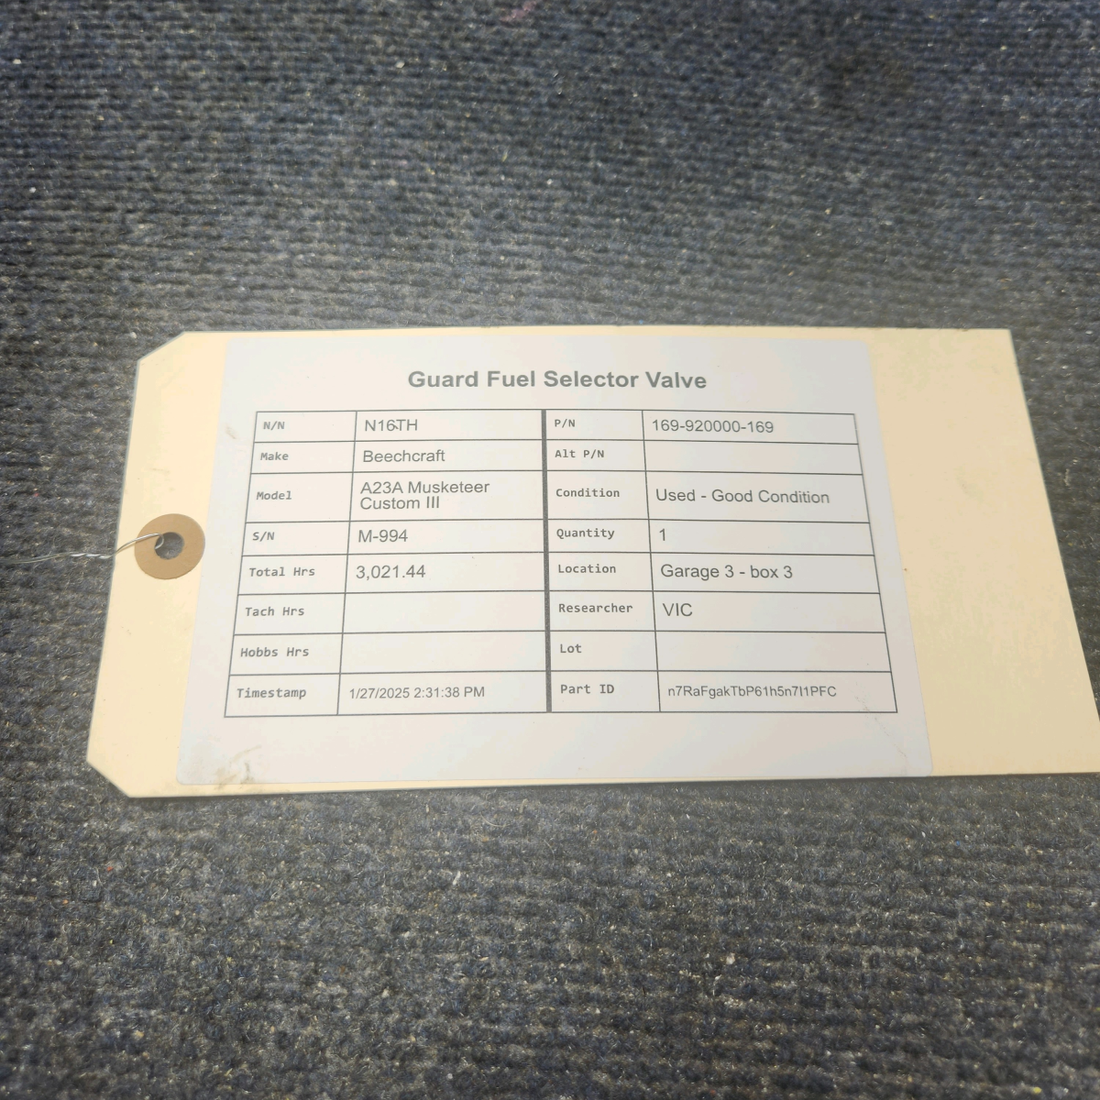 Guard Fuel Selector Valve
N/N N16TH P/N 169-920000-169
Make Beechcraft Alt P/N
Model A23A Musketeer
Custom III Condition Used - Good Condition
S/N M-994 Quantity 1
Total Hrs 3,021.44 Location Garage 3 - box 3
Tach Hrs Researcher VIC
Hobbs Hrs Lot
Timestamp 1/27/2025 2:31:38 PM Part ID n7RaFgakTbP61h5n7I1PFC